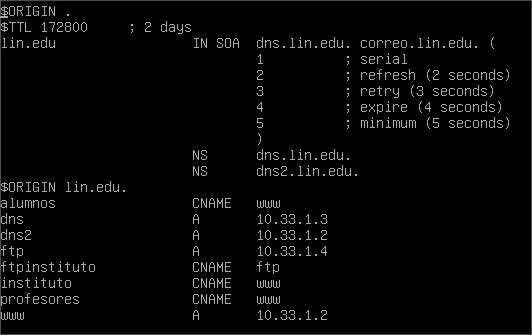 $ORIGIN .
$TTL 172800 ; 2 days
lin.edu IN SOA dns.lin.edu. correo.lin.edu. (
1 ; serial
2 ; refresh (2 seconds)
3 ; retry (3 seconds)
4 ; expire (4 seconds)
5 ; minimum (5 seconds)
)
NS dns.lin.edu.
NS dns2.lin.edu.
$ORIGIN lin.edu.
alumnos CNAME www
dns A 10.33.1.3
dns2 A 10.33.1.2
ftp A 10.33.1.4
ftpinstituto CNAME ftp
instituto CNAME www
profesores CNAME www
www A 10.33.1.2